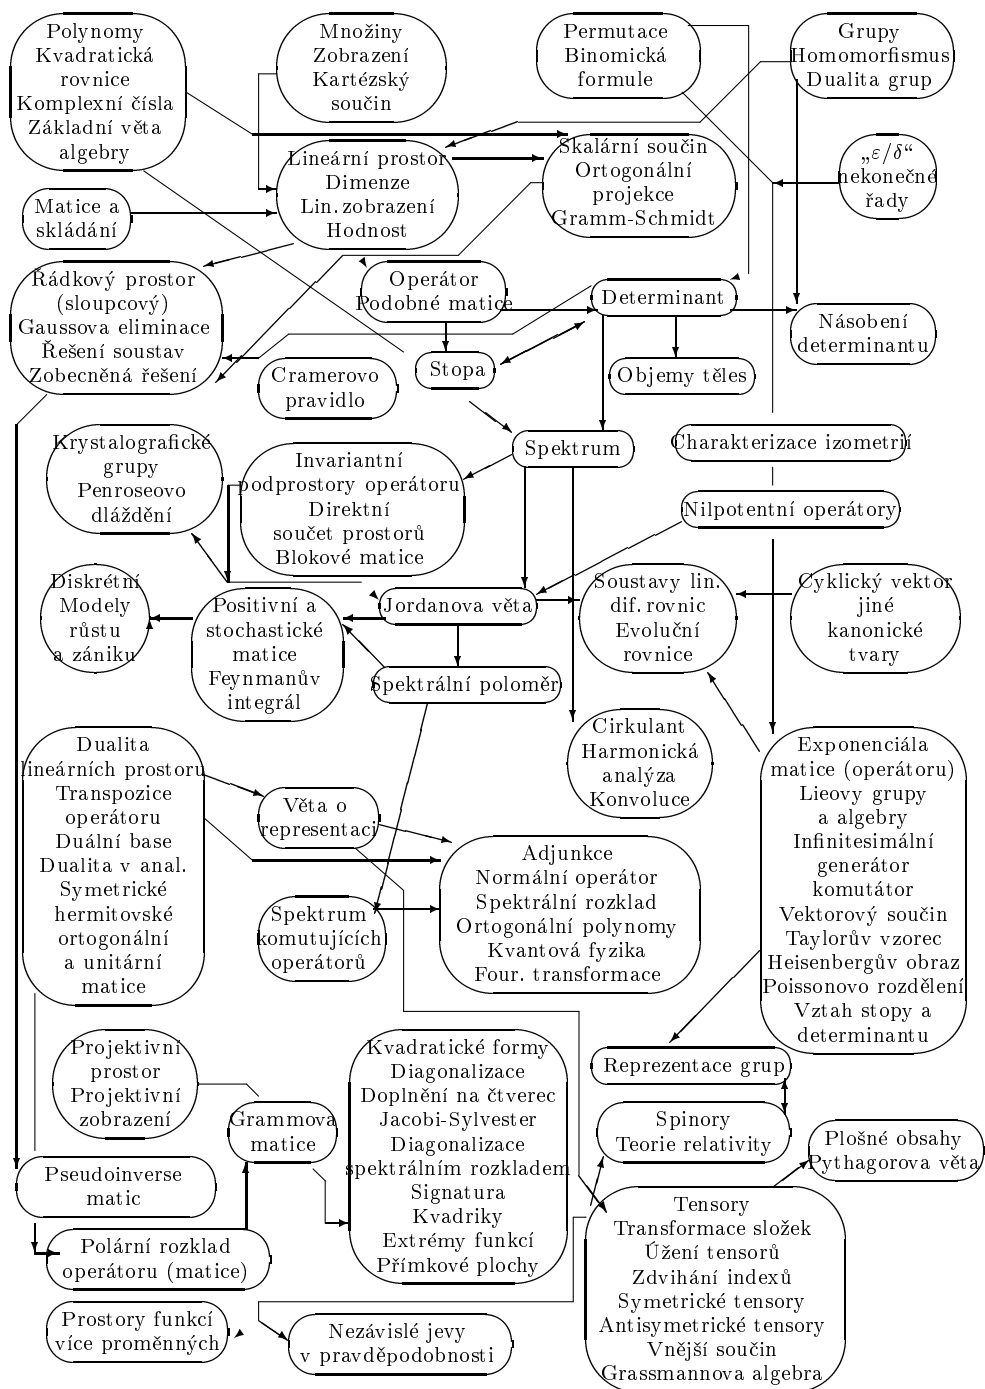 Polynomy
Kvadratická
rovnice
Komplexní čísla
Základní věta
algebry
Množiny
Zobrazení
Kartézský
součin
Permutace
Binomická
formule
Grupy
Homomorfismus
Dualita grup
Matice a
skládání
Lineární prostor
Dimenze
Lin. zobrazení
Hodnost
Skalární součin
Ortogonální
projekce
Gramm-Schmidt
„ε/δ“
nekonečné
řady
Řádkový prostor
(sloupcový)
Gaussova eliminace
Řešení soustav
Zobecněná řešení
Operátor
Podobné matice
Determinant
Násobení
determinantu
Cramerovo
pravidlo
Stopa
Objemy těles
Krystalografické
grupy
Penroseovo
dláždění
Invariantní
podprostory operátoru
Direktní
součet prostorů
Blokové matice
Spektrum
Charakterizace izometrií
Nilpotentní operátory
Diskrétní
Modely
růstu
a zániku
Positivní a
stochastické
matice
Feynmanův
integrál
Jordanova věta
Soustavy lin.
dif. rovnic
Evoluční
rovnice
Cyklický vektor
jiné
kanonické
tvary
Spektrální poloměr
Cirkulant
Harmonická
analýza
Konvoluce
Dualita
lineárních prostoru
Transpozice
operátoru
Duální base
Dualita v anal.
Symetrické
hermitovské
ortogonální
a unitární
matice
Věta o
representaci
Spektrum
komutujících
operátorů
Adjunkce
Normální operátor
Spektrální rozklad
Ortogonální polynomy
Kvantová fyzika
Four. transformace
Exponenciála
matice (operátoru)
Lieovy grupy
a algebry
Infinitesimální
generátor
komutátor
Vektorový součin
Taylorův vzorec
Heisenbergův obraz
Poissonovo rozdělení
Vztah stopy a
determinantu
Projektivní
prostor
Projektivní
zobrazení
Grammova
matice
Kvadratické formy
Diagonalizace
Doplnění na čtverec
Jacobi-Sylvester
Diagonalizace
spektrálním rozkladem
Signatura
Kvadriky
Extrémy funkcí
Přímkové plochy
Reprezentace grup
Spinory
Teorie relativity
Plošné obsahy
Pythagorova věta
Pseudoinverse
matic
Polární rozklad
operátoru (matice)
Prostory funkcí
více proměnných
Nezávislé jevy
v pravděpodobnosti
Tensory
Transformace složek
Úžení tensorů
Zdvihání indexů
Symetrické tensory
Antisymetrické tensory
Vnější součin
Grassmannova algebra